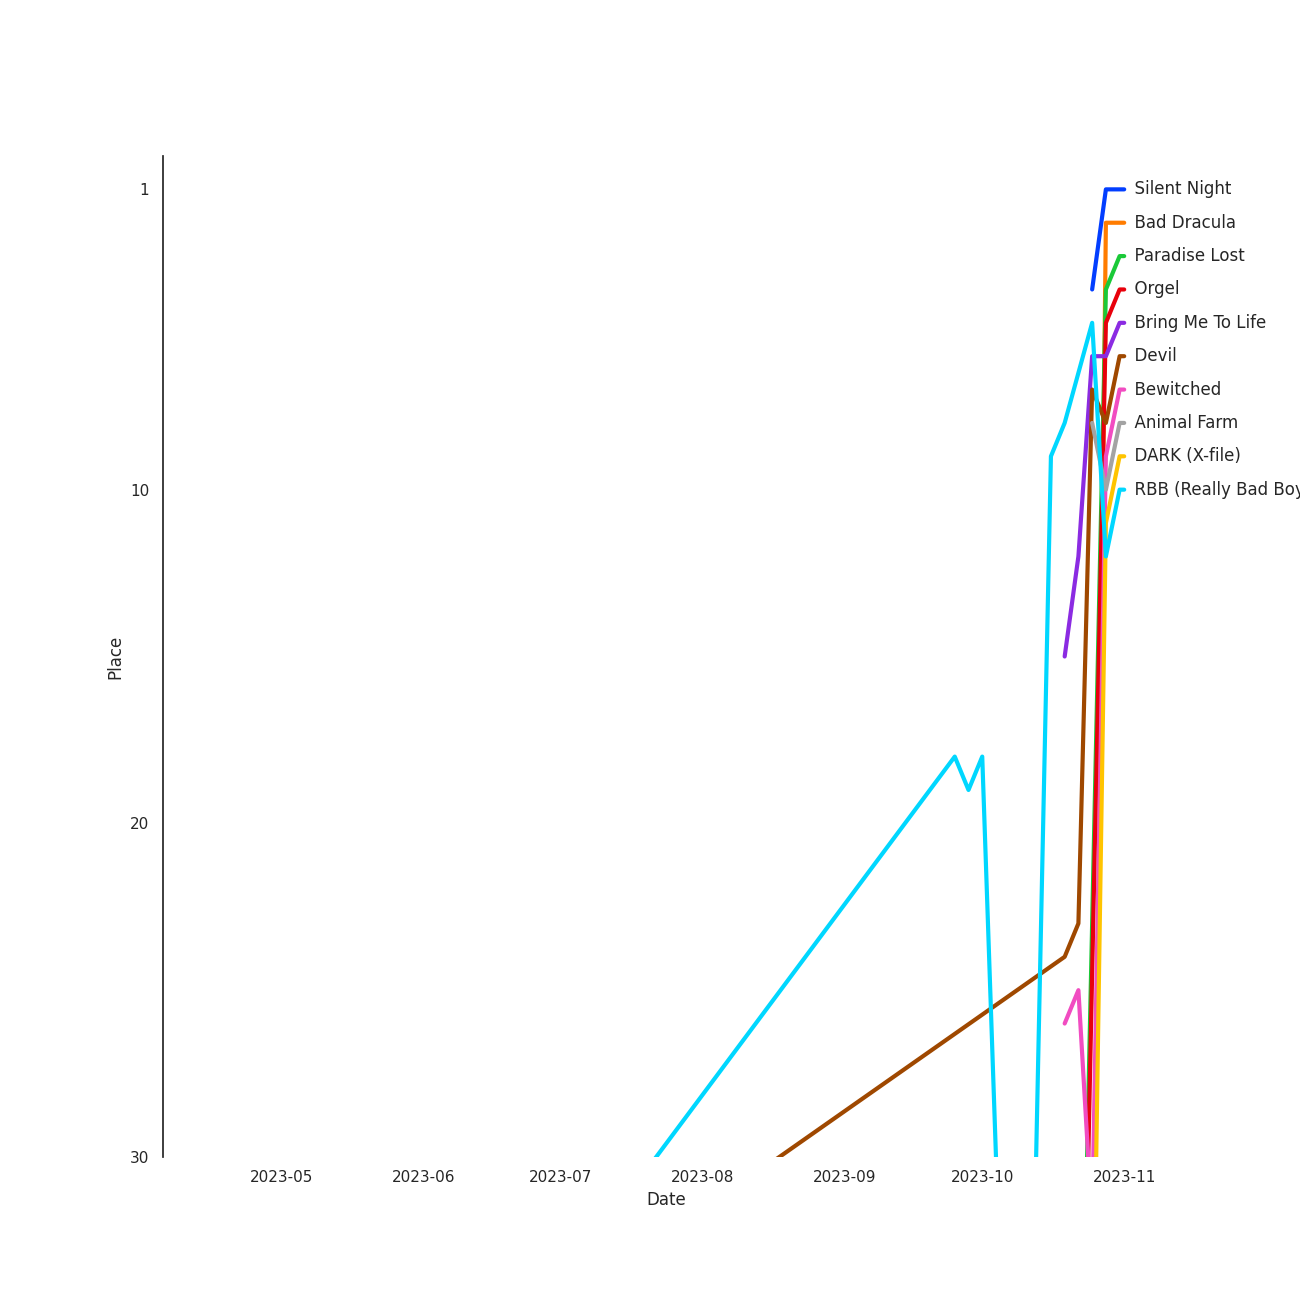 1
10
20
30
Place
Silent Night
Bad Dracula
Paradise Lost
Orgel
Bring Me To Life
Devil
Bewitched
Animal Farm
DARK (X-file)
RBB (Really Bad Boy
2023-05 2023-06 2023-07 2023-08 2023-09 2023-10 2023-11
Date